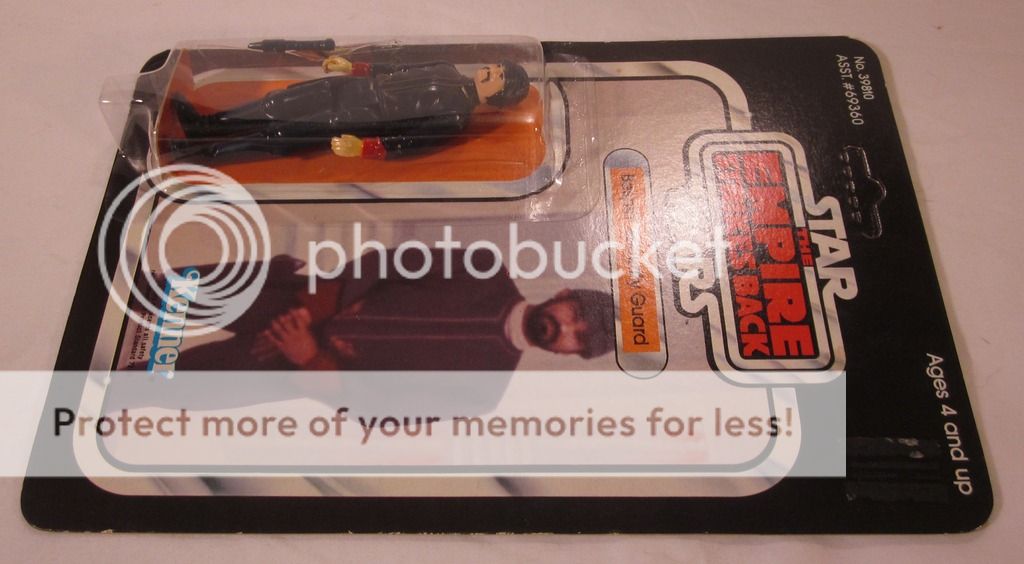 No. 39810
ASST. #69360
STAR
THE
EMPIRE
STRIKES BACK
WARS
Guard
Ages 4 and up
Kenner
photobucket
Protect more of your memories for less!